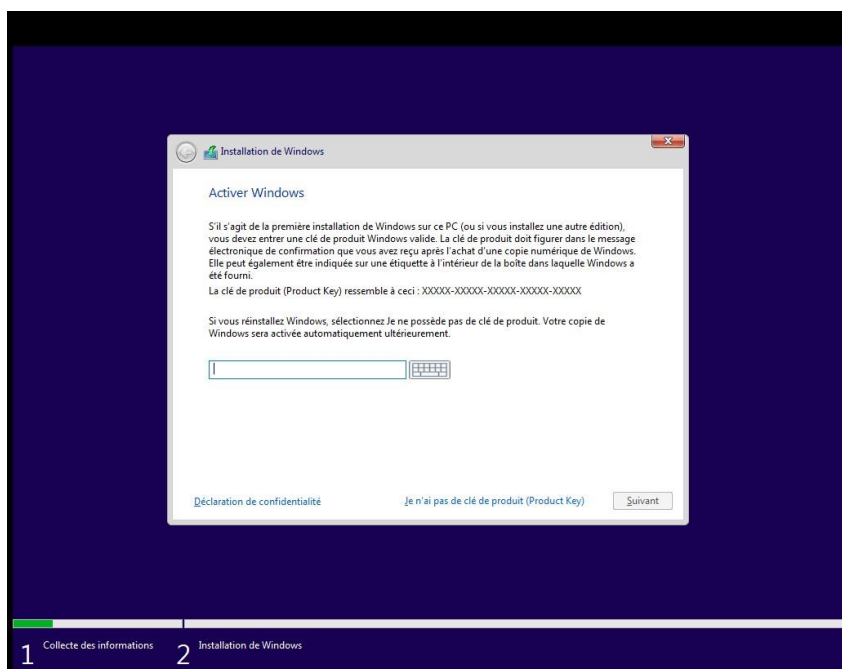 Installation de Windows
Activer Windows
S'il s'agit de la première installation de Windows sur ce PC (ou si vous installez une autre édition),
vous devez entrer une clé de produit Windows valide. La clé de produit doit figurer dans le message
électronique de confirmation que vous avez reçu après l'achat d'une copie numérique de Windows.
Elle peut également être indiquée sur une étiquette à l'intérieur de la boîte dans laquelle Windows a
été fourni.
La clé de produit (Product Key) ressemble à ceci : XXXXX-XXXXX-XXXXX-XXXXX-XXXXX
Si vous réinstallez Windows, sélectionnez Je ne possède pas de clé de produit. Votre copie de
Windows sera activée automatiquement ultérieurement.
Déclaration de confidentialité Je n'ai pas de clé de produit (Product Key) Suivant
1 Collecte des informations 2 Installation de Windows